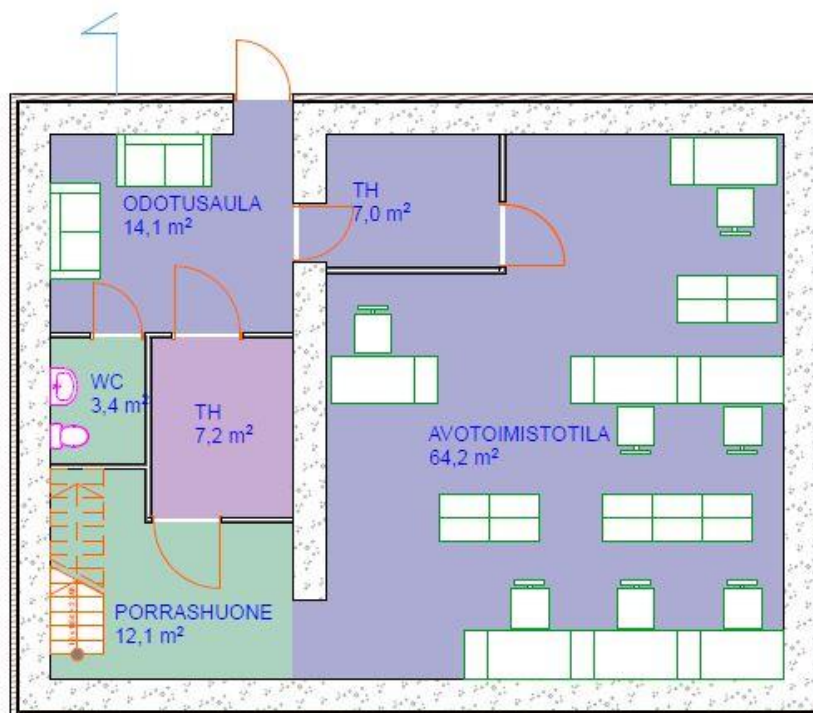 ODOTUSAULA
14,1 m²
TH
7,0 m²
WC
3,4 m²
TH
7,2 m²
AVOTOIMISTOTILA
64,2 m²
PORRASHUONE
12,1 m²